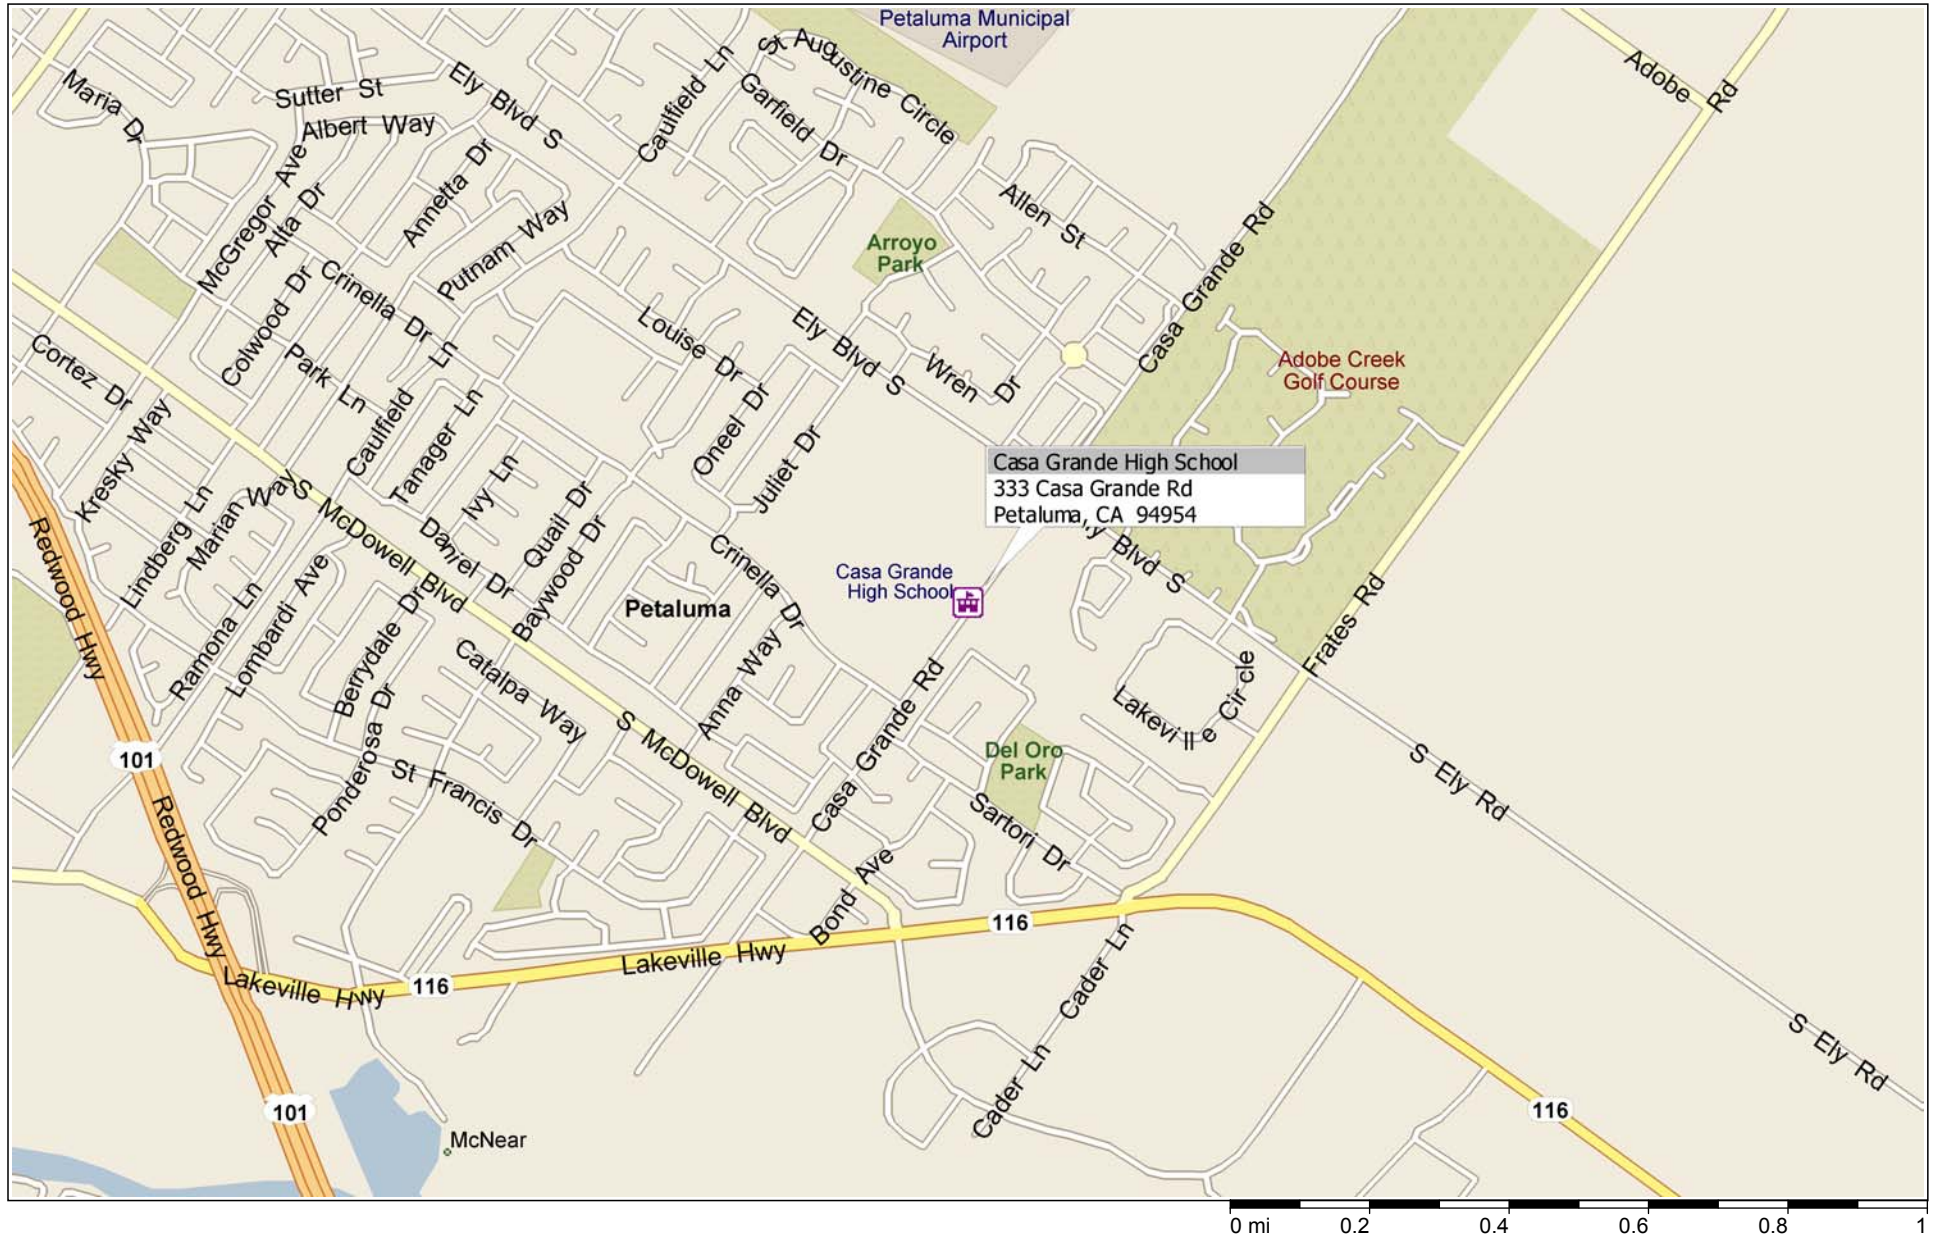 Petaluma Municipal
Airport
St Augustine Circle
Adobe Rd
Maria Dr
Sutter St
Ely Blvd S
Caulfield Ln
Garfield Dr
Albert Way
McGregor Ave
Alta Dr
Annetta Dr
Putnam Way
Allen St
Arroyo
Park
Casa Grande Rd
Crinella Dr
Colwood Dr
Louise Dr
Ely Blvd S
Wren Dr
Adobe Creek
Golf Course
Cortez Dr
Park Ln
Caulfield Ln
Tanager Ln
Kresky Way
Oneel Dr
Juliet Dr
Casa Grande High School
333 Casa Grande Rd
Petaluma, CA 94954
Ivy Ln
Quail Dr
Lindberg Ln
Marian Way
S McDowell Blvd
Daniel Dr
Baywood Dr
Crinella Dr
y Blvd S
Redwood Hwy
Casa Grande
High School
Petaluma
Ramona Ln
Lombardi Ave
Berrydale Dr
Catalpa Way
Anna Way
Frates Rd
Lakeville Circle
Ponderosa Dr
S McDowell Blvd
Casa Grande Rd
Del Oro
Park
S Ely Rd
101
St Francis Dr
Sartori Dr
Redwood Hwy
Bond Ave
116
Lakeville Hwy
Lakeville Hwy
116
Cader Ln
Cader Ln
S Ely Rd
101
116
McNear
0 mi 0.2 0.4 0.6 0.8 1